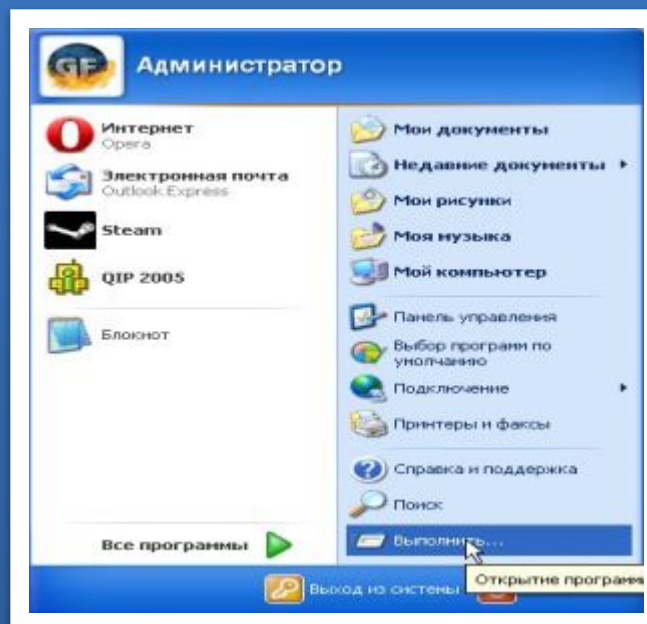 GF
Администратор
Интернет
Opera
Электронная почта
Outlook Express
Steam
QIP 2005
Блокнот
Все программы
Мои документы
Недавние документы
Мои рисунки
Моя музыка
Мой компьютер
Панель управления
Выбор программ по
умолчанию
Подключение
Принтеры и факсы
Справка и поддержка
Поиск
Выполнить...
Открытие программ
Выход из системы